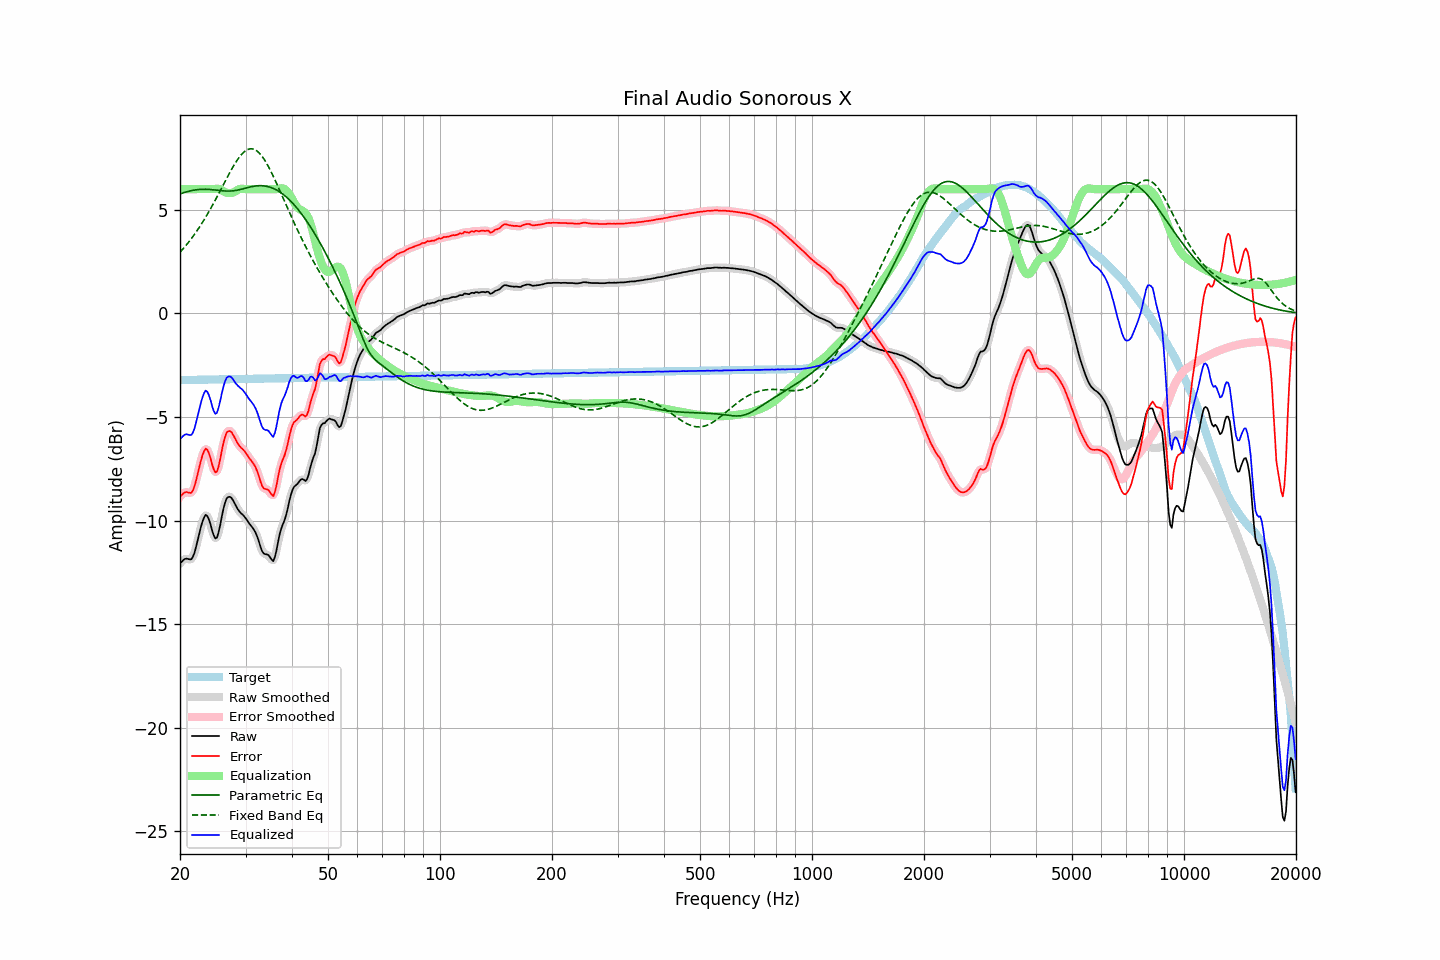 Final Audio Sonorous X
Amplitude (dBr)
5
0
−5
−10
−15
−20
−25
Target
Raw Smoothed
Error Smoothed
Raw
Error
Equalization
Parametric Eq
Fixed Band Eq
Equalized
20 50 100 200 500 1000 2000 5000 10000 20000
Frequency (Hz)